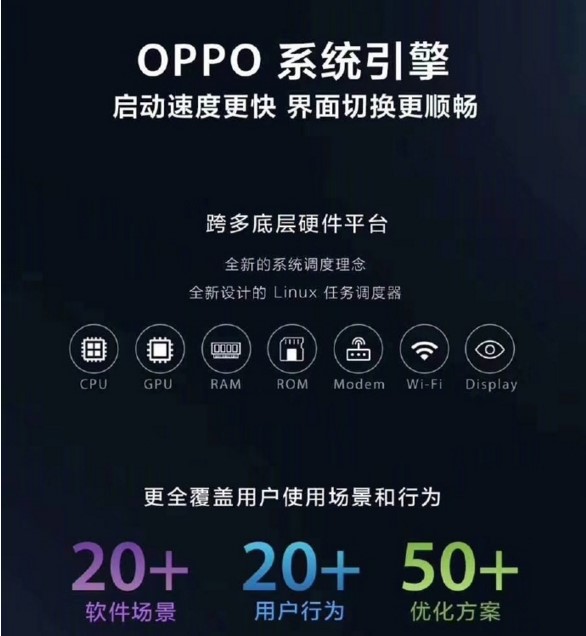 OPPO 系统引擎
启动速度更快 界面切换更顺畅
跨多底层硬件平台
全新的系统调度理念
全新设计的 Linux 任务调度器
CPU GPU RAM ROM Modem Wi-Fi Display
更全覆盖用户使用场景和行为
20+ 20+ 50+
软件场景 用户行为 优化方案